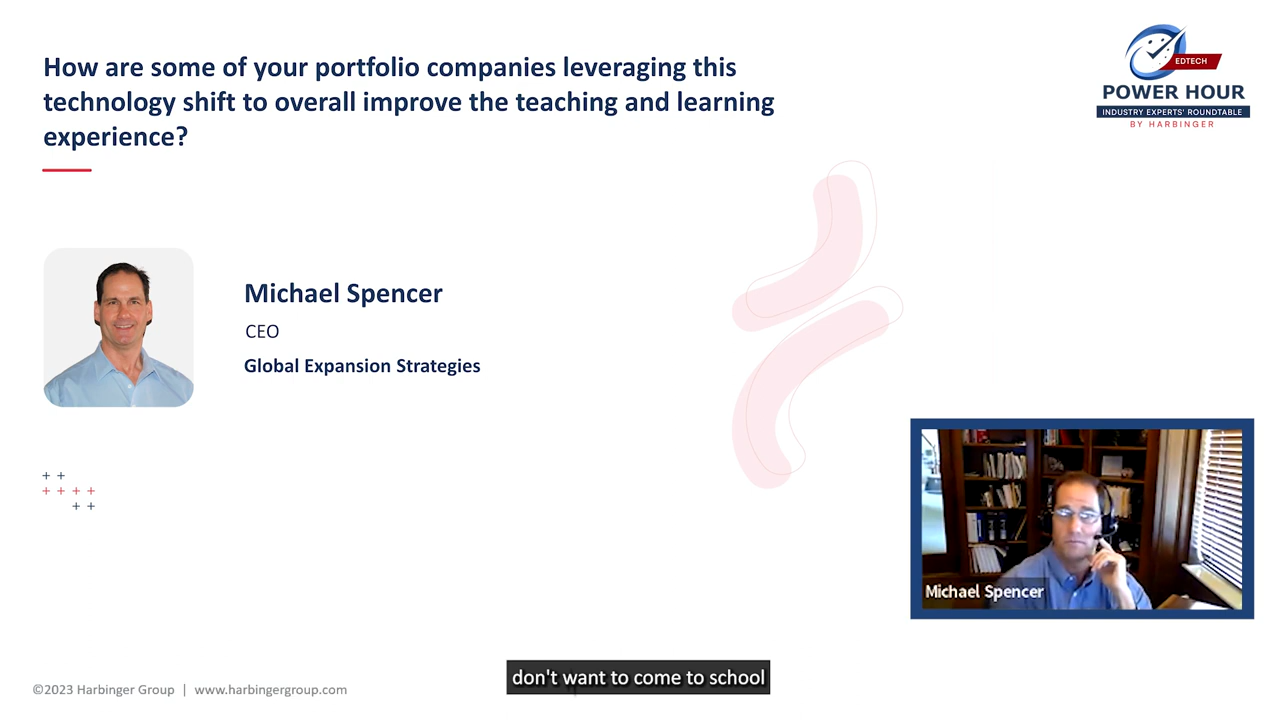 How are some of your portfolio companies leveraging this
technology shift to overall improve the teaching and learning
experience?
EDTECH
POWER HOUR
INDUSTRY EXPERTS' ROUNDTABLE
BY HARBINGER
Michael Spencer
CEO
Global Expansion Strategies
Michael Spencer
don't want to come to school
©2023 Harbinger Group | www.harbingergroup.com